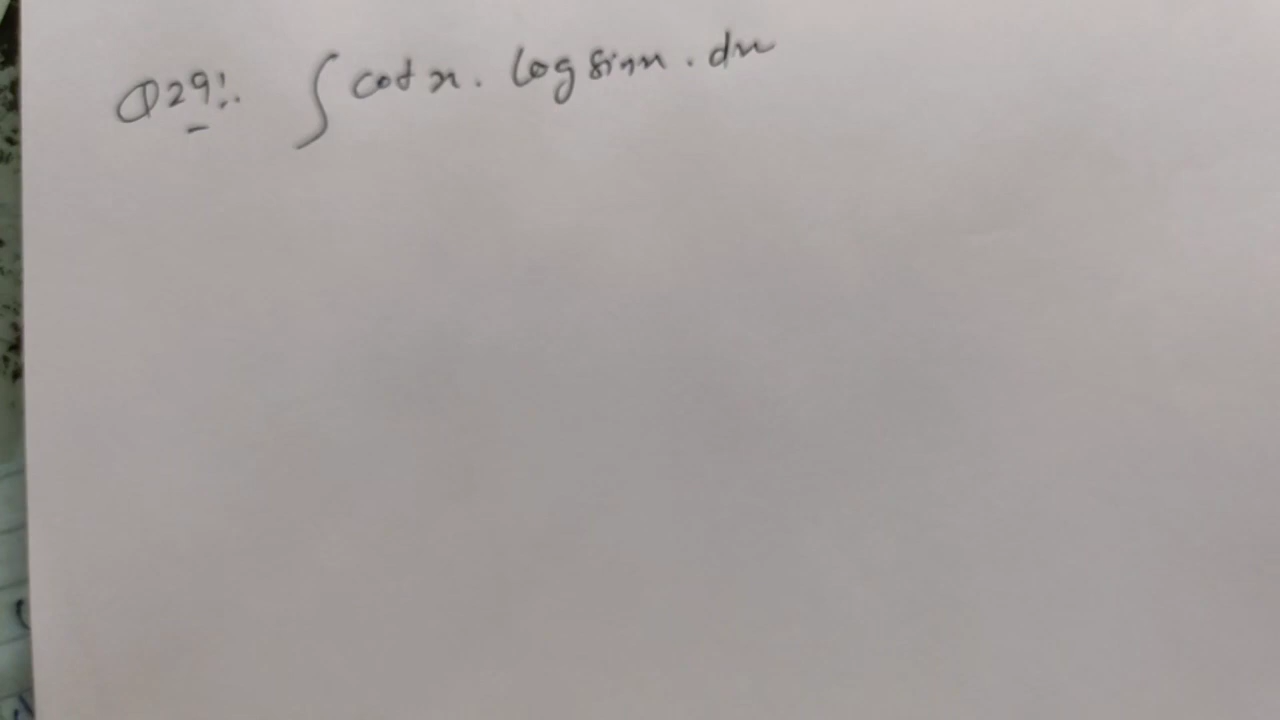 Q29:. ∫ cot x . log sin x . dx